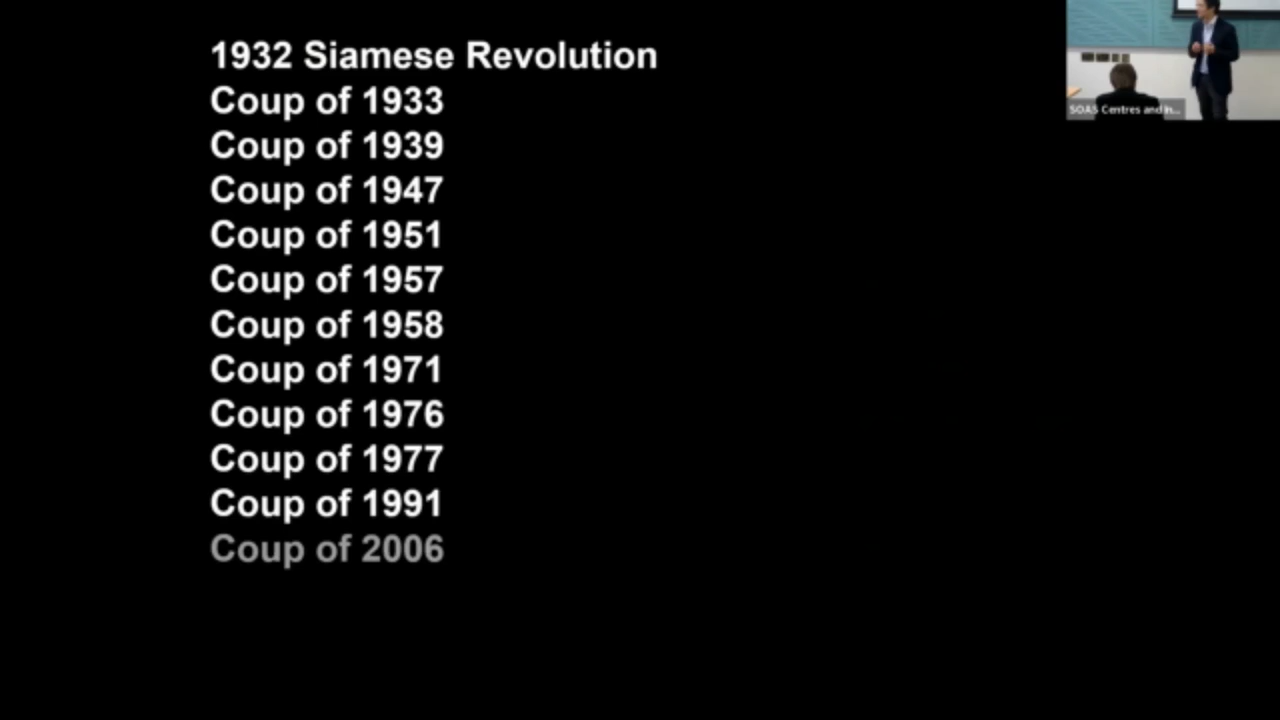 1932 Siamese Revolution
Coup of 1933
Coup of 1939
Coup of 1947
Coup of 1951
Coup of 1957
Coup of 1958
Coup of 1971
Coup of 1976
Coup of 1977
Coup of 1991
Coup of 2006
SOAS Centres and In...